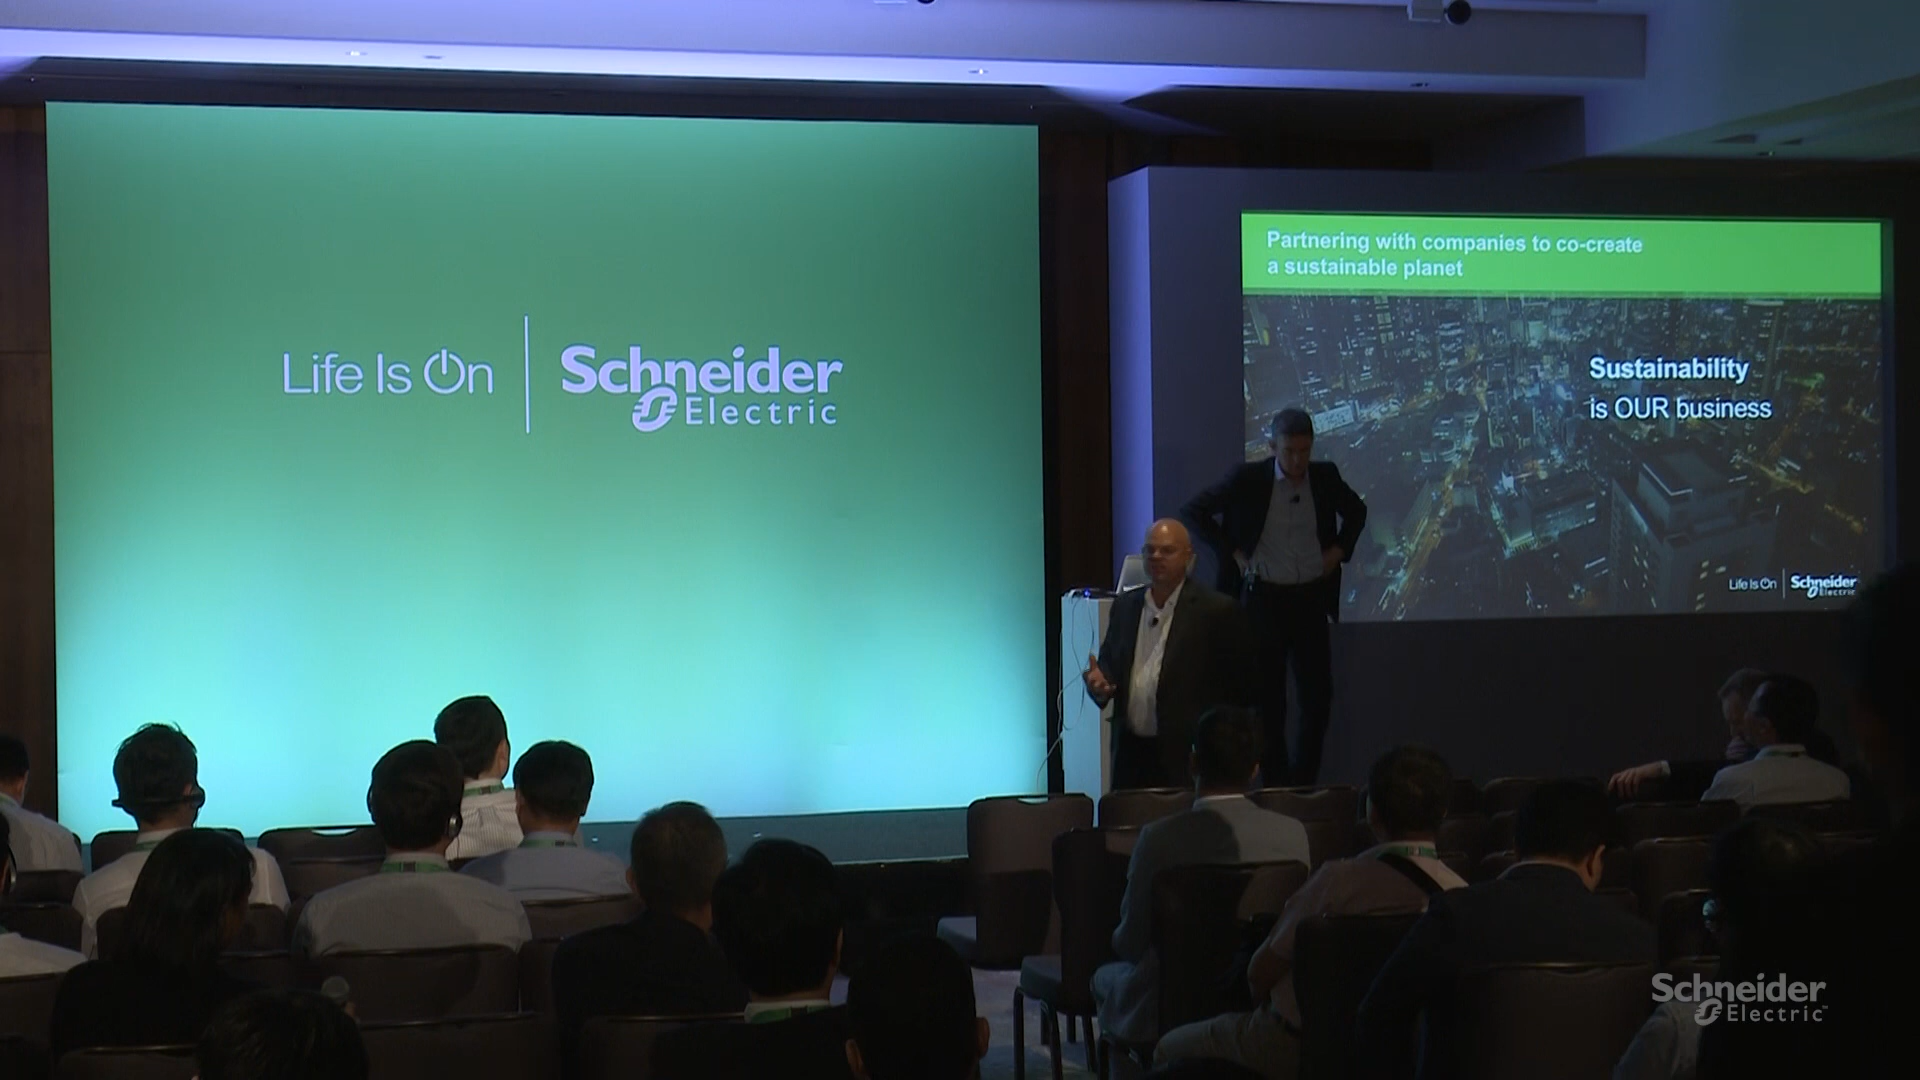 Life Is On
Schneider
Electric
Partnering with companies to co-create
a sustainable planet
Sustainability
is OUR business
Life Is On
Schneider
Electric
Schneider
Electric